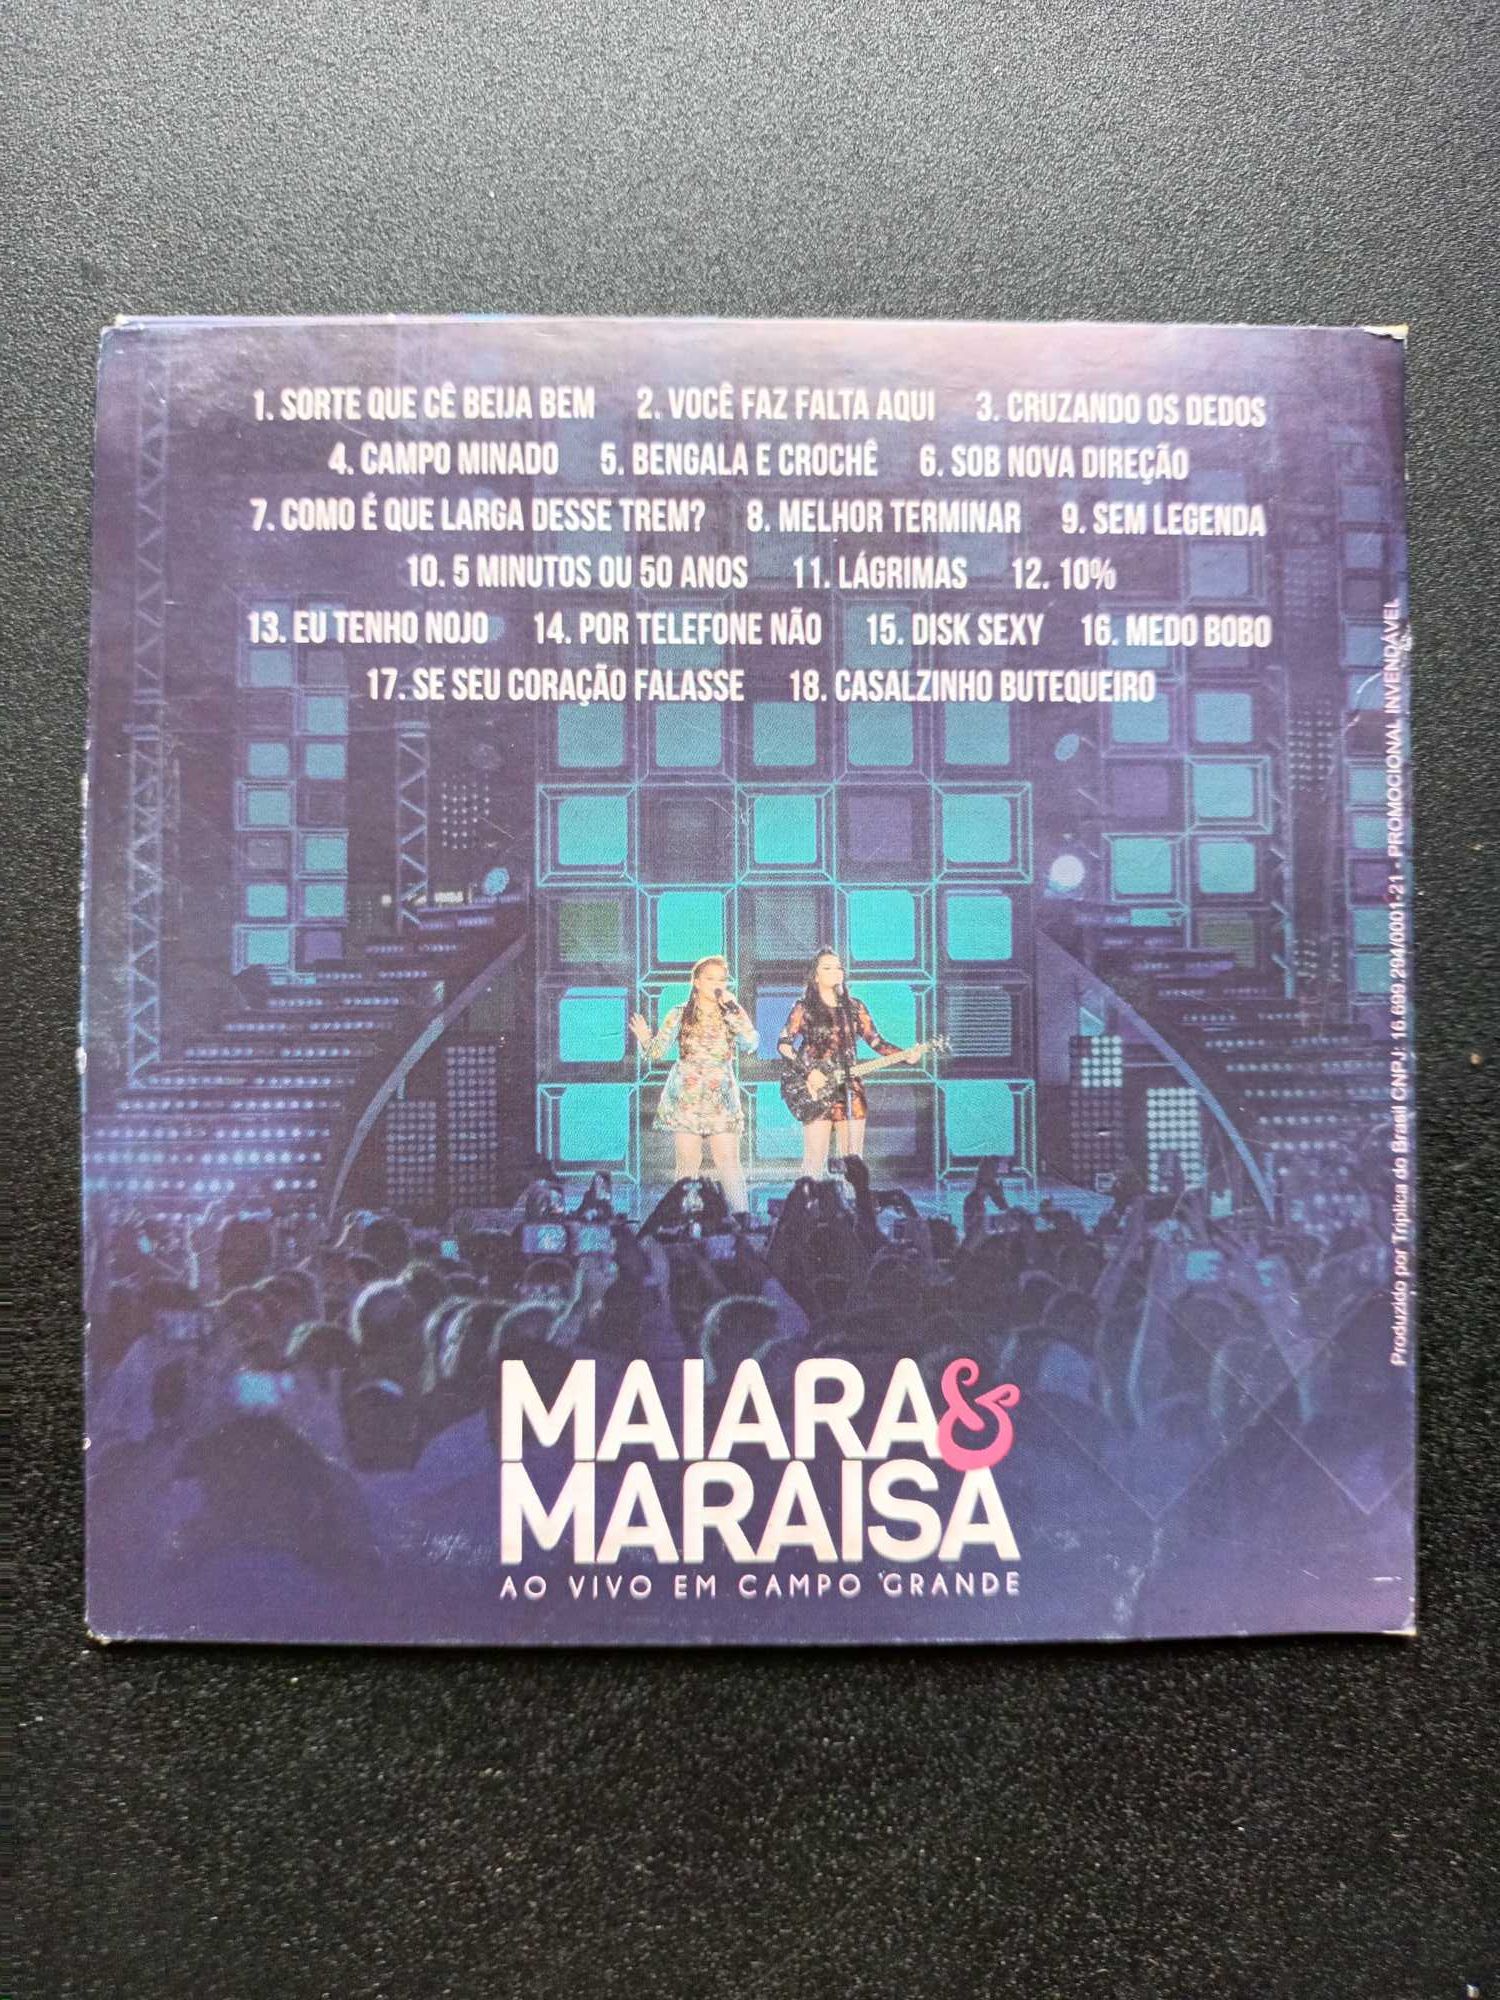 1. SORTE QUE CÊ BEIJA BEM 2. VOCÊ FAZ FALTA AQUI 3. CRUZANDO OS DEDOS
4. CAMPO MINADO 5. BENGALA E CROCHÊ 6. SOB NOVA DIREÇÃO
7. COMO É QUE LARGA DESSE TREM? 8. MELHOR TERMINAR 9. SEM LEGENDA
10. 5 MINUTOS OU 50 ANOS 11. LÁGRIMAS 12. 10%
13. EU TENHO NOJO 14. POR TELEFONE NÃO 15. DISK SEXY 16. MEDO BOBO
17. SE SEU CORAÇÃO FALASSE 18. CASALZINHO BUTEQUEIRO
Produzido por Triplica do Brasil CNPJ: 16.699.294/0001-21 - PROMOCIONAL INVENDÁVEL
MAIARA &
MARAISA
AO VIVO EM CAMPO GRANDE